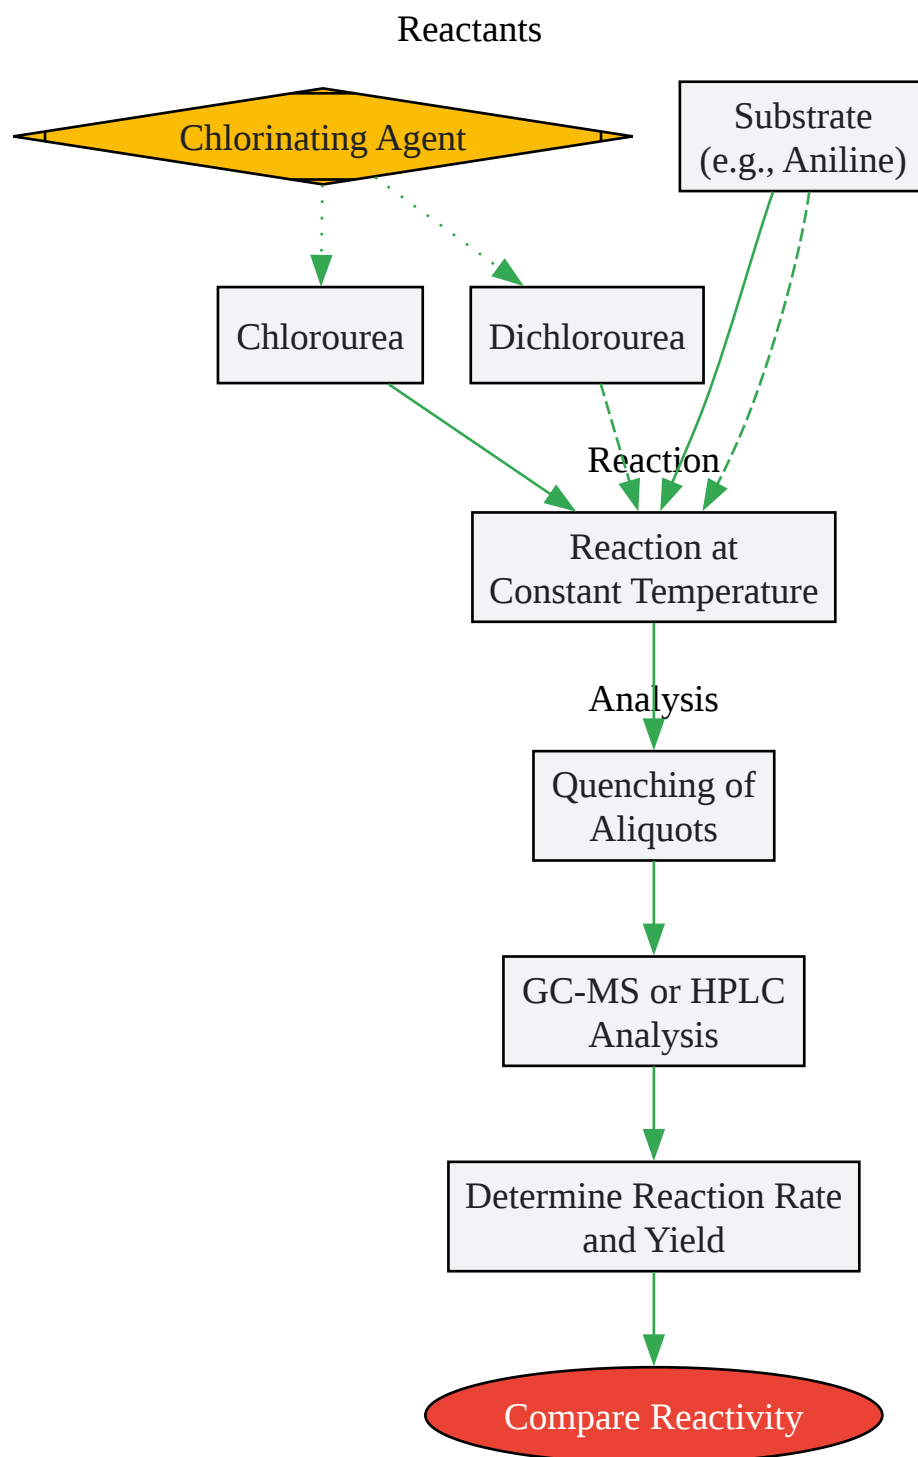 Reactants
Chlorinating Agent
Substrate
(e.g., Aniline)
Chlorourea
Dichlorourea
Reaction
Reaction at
Constant Temperature
Analysis
Quenching of
Aliquots
GC-MS or HPLC
Analysis
Determine Reaction Rate
and Yield
Compare Reactivity